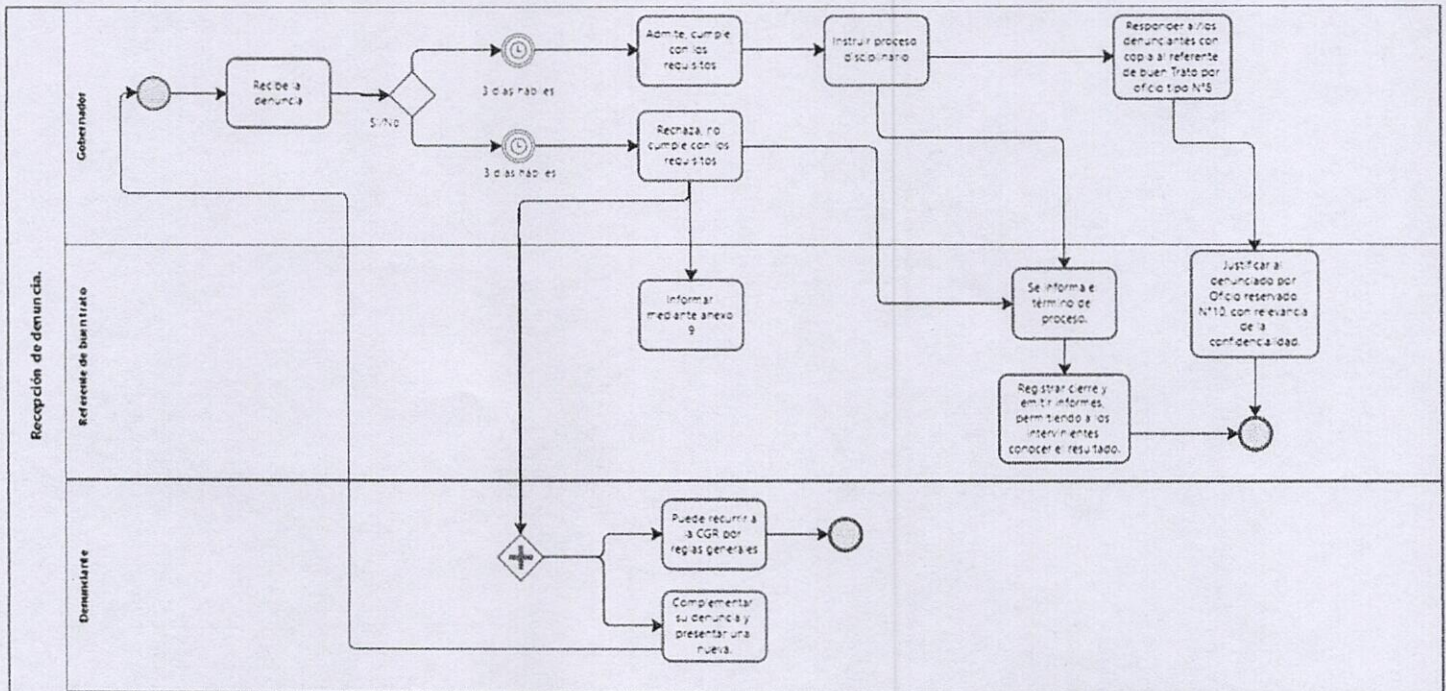 Recepción de denuncia.
Gobernador
Recibe la
denuncia
Si/No
3 días hábiles
3 días hábiles
Admite, cumple
con los
requisitos
Rechaza, no
cumple con los
requisitos
Instruir proceso
disciplinario
Responder a/los
denunciantes con
copia al referente
de buen Trato por
oficio tipo
Referente de buen trato
Informar
mediante anexo
9
Se informa el
término de
proceso.
Registrar cierre y
emitir informes,
permitiendo a los
intervinientes
conocer el resultado.
Justificar al
denunciado por
Oficio reservado
N°10, con relevancia
de la
confidencialidad.
Denunciante
Puede recurrir a
la CGR por
reglas generales
Complementar
su denuncia y
presentar una
nueva.